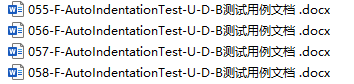 055-F-AutoIndentationTest-U-D-B测试用例文档 .docx
056-F-AutoIndentationTest-U-D-B测试用例文档 .docx
057-F-AutoIndentationTest-U-D-B测试用例文档 .docx
058-F-AutoIndentationTest-U-D-B测试用例文档 .docx